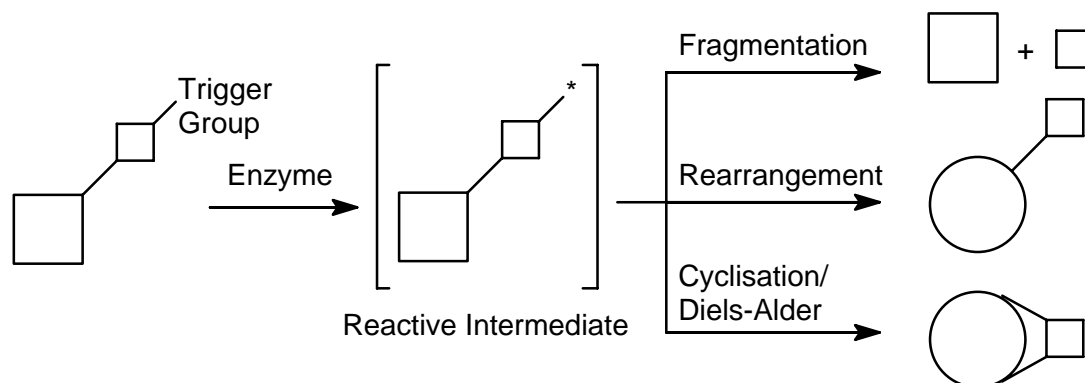 Trigger
Group
Enzyme
*
Reactive Intermediate
Fragmentation
+
Rearrangement
Cyclisation/
Diels-Alder